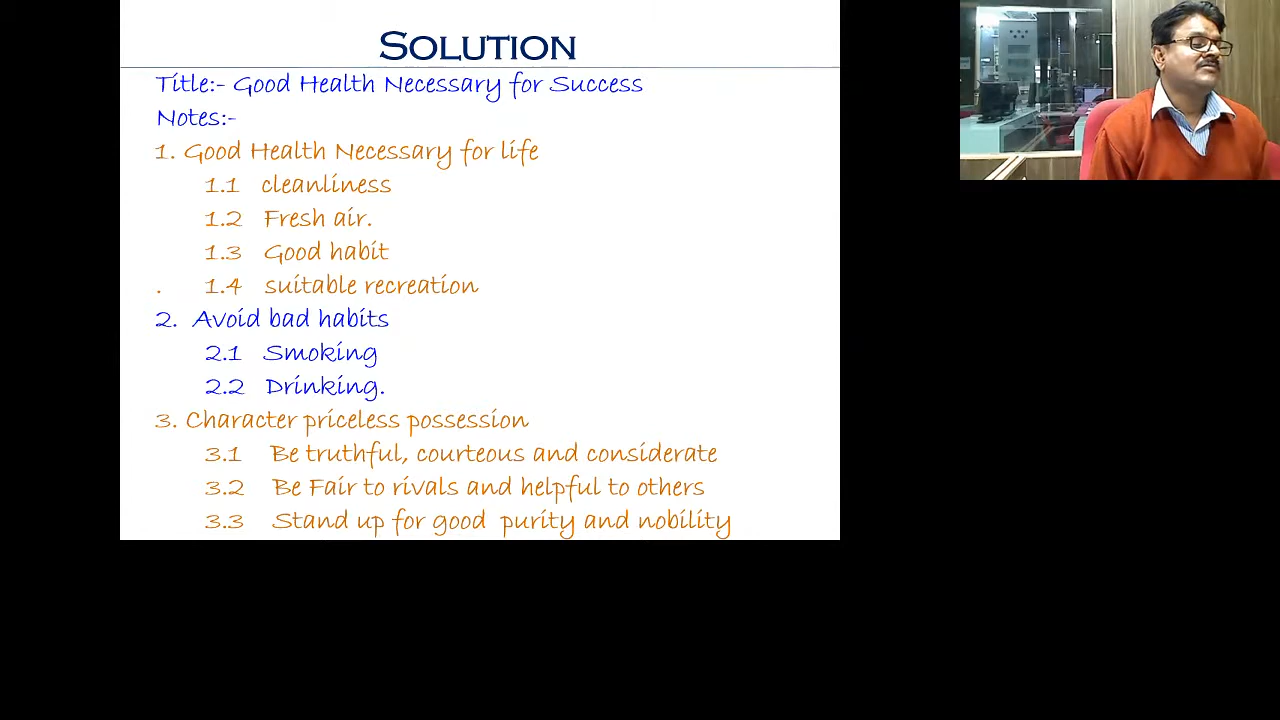 SOLUTION
Title:- Good Health Necessary for Success
Notes:-
1. Good Health Necessary for life
1.1 cleanliness
1.2 Fresh air.
1.3 Good habit
. 1.4 suitable recreation
2. Avoid bad habits
2.1 Smoking
2.2 Drinking.
3. Character priceless possession
3.1 Be truthful, courteous and considerate
3.2 Be Fair to rivals and helpful to others
3.3 Stand up for good purity and nobility